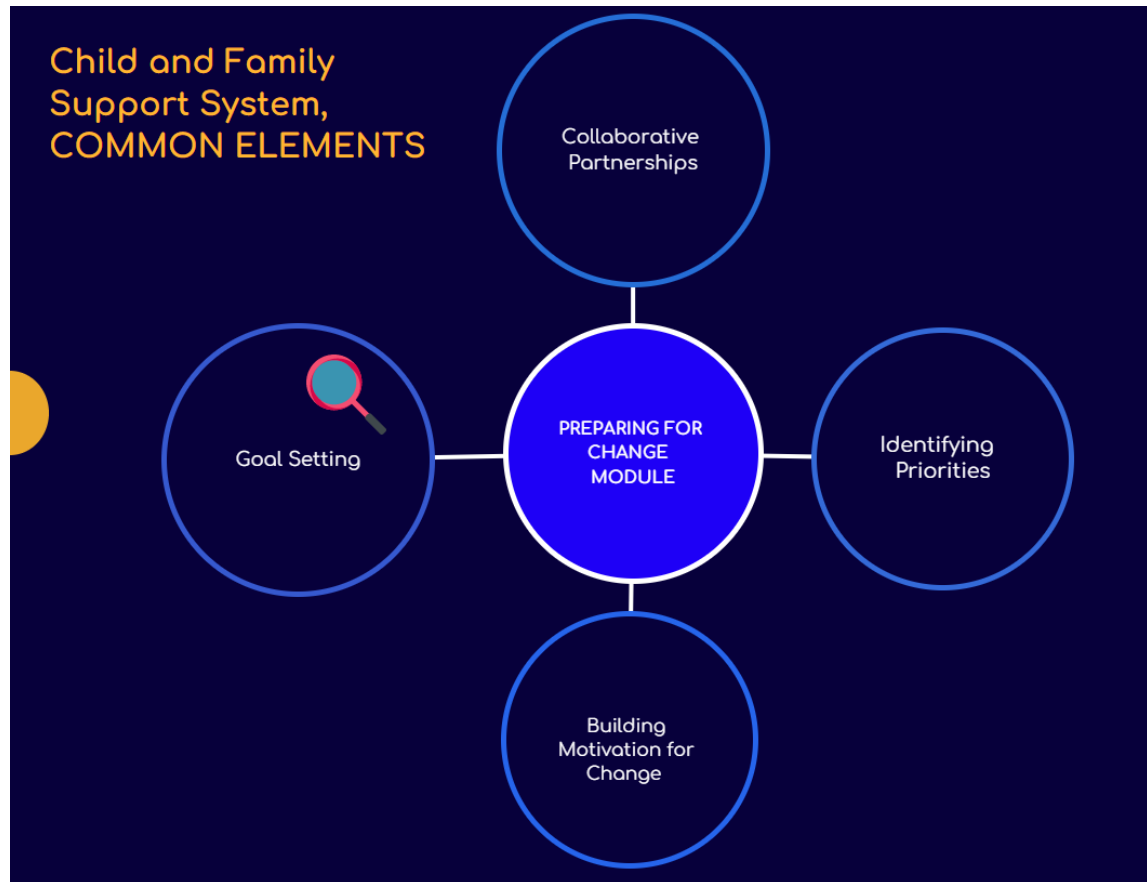 Child and Family
Support System,
COMMON ELEMENTS
Collaborative
Partnerships
Goal Setting
PREPARING FOR
CHANGE
MODULE
Identifying
Priorities
Building
Motivation for
Change